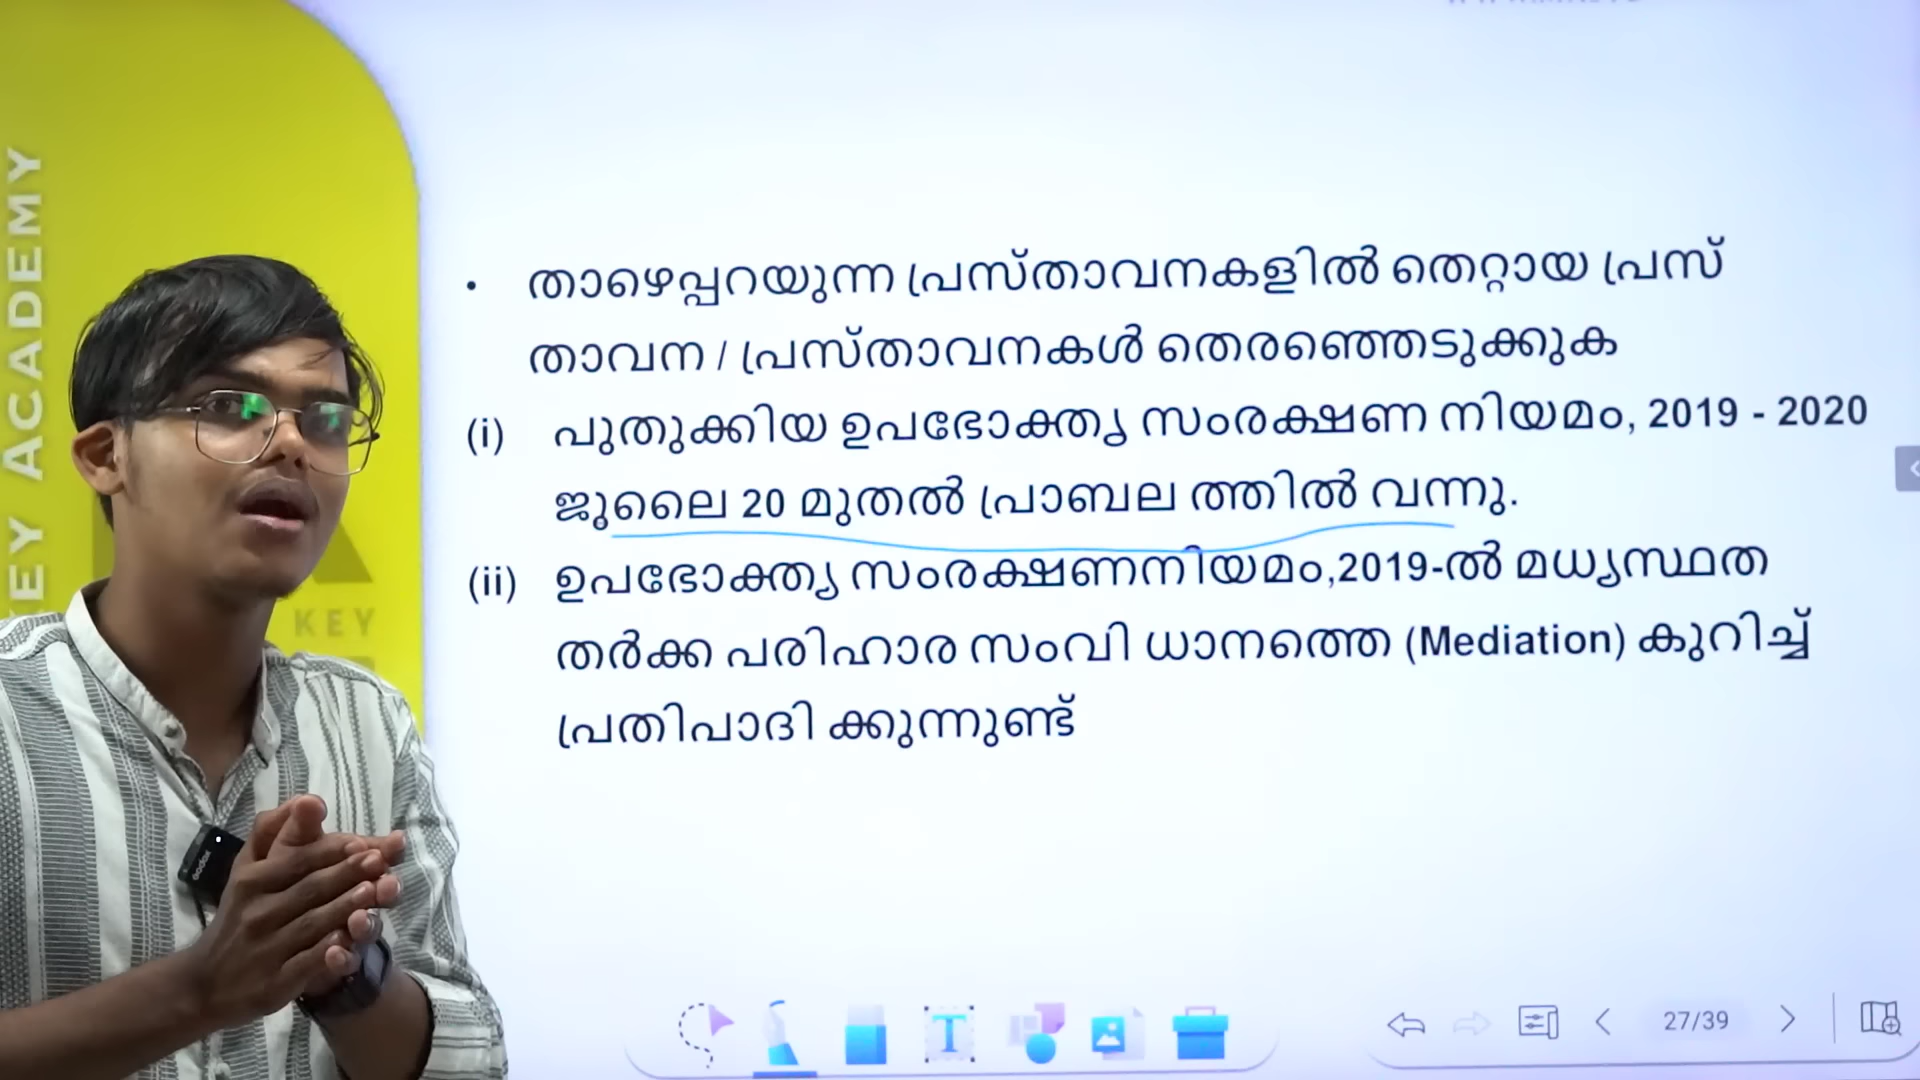 KEY ACADEMY
KEY
• താഴെപ്പറയുന്ന പ്രസ്താവനകളിൽ തെറ്റായ പ്രസ്
താവന / പ്രസ്താവനകൾ തെരഞ്ഞെടുക്കുക
(i) പുതുക്കിയ ഉപഭോക്തൃ സംരക്ഷണ നിയമം, 2019 - 2020
ജൂലൈ 20 മുതൽ പ്രാബല ത്തിൽ വന്നു.
(ii) ഉപഭോക്ത്യ സംരക്ഷണനിയമം,2019-ൽ മധ്യസ്ഥത
തർക്ക പരിഹാര സംവി ധാനത്തെ (Mediation) കുറിച്ച്
പ്രതിപാദി ക്കുന്നുണ്ട്
Godox
T
27/39